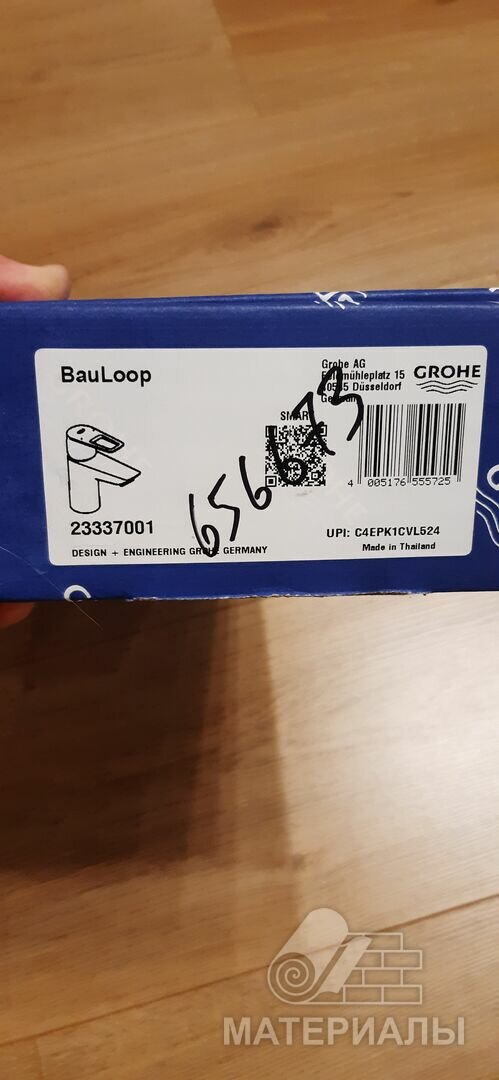 BauLoop
Grohe AG
15
Düsseldorf
GROHE
656673
4 005176 555725
23337001
UPI: C4EPK1CVL524
DESIGN + ENGINEERING GROHE GERMANY
Made in Thailand
МАТЕРИАЛЫ